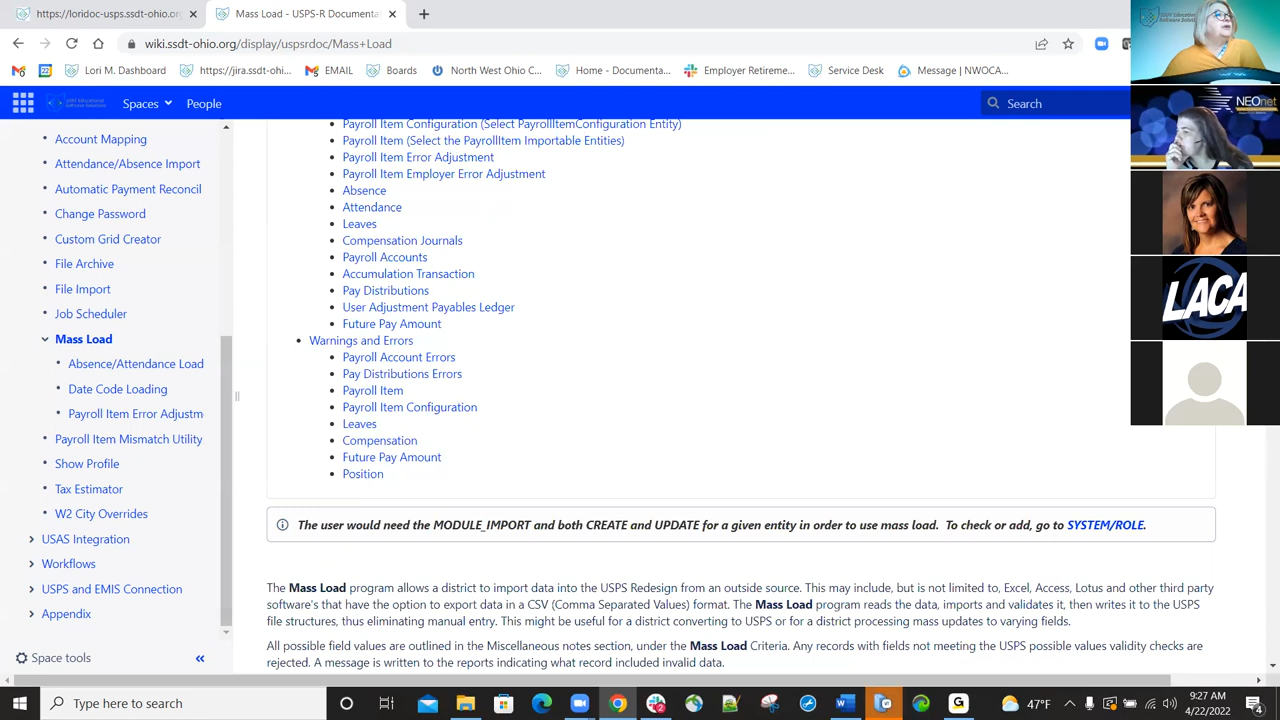 https://loridoc-usps.ssdt-ohio.or
Mass Load - USPS-R Documenta
wiki.ssdt-ohio.org/display/uspsrdoc/Mass+Load
Lori M. Dashboard
https://jira.ssdt-ohi...
EMAIL
Boards
North West Ohio C...
Home - Documenta...
Employer Retireme...
Service Desk
Messaging /NWOCA...
Spaces
People
Search
Account Mapping
Attendance/Absence Import
Automatic Payment Reconcil
Change Password
Custom Grid Creator
File Archive
File Import
Job Scheduler
Mass Load
Absence/Attendance Load
Date Code Loading
Payroll Item Error Adjustm
Payroll Item Mismatch Utility
Show Profile
Tax Estimator
W2 City Overrides
USAS Integration
Workflows
USPS and EMIS Connection
Appendix
Space tools
Payroll Item Configuration (Select PayrollItemConfiguration Entity)
Payroll Item (Select the PayrollItem Importable Entities)
Payroll Item Error Adjustment
Payroll Item Employer Error Adjustment
Absence
Attendance
Leaves
Compensation Journals
Payroll Accounts
Accumulation Transaction
Pay Distributions
User Adjustment Payables Ledger
Future Pay Amount
Warnings and Errors
Payroll Account Errors
Pay Distributions Errors
Payroll Item
Payroll Item Configuration
Leaves
Compensation
Future Pay Amount
Position
The user would need the MODULE_IMPORT and both CREATE and UPDATE for a given entity in order to use mass load. To check or add, go to SYSTEM/ROLE.
The Mass Load program allows a district to import data into the USPS Redesign from an outside source. This may include, but is not limited to, Excel, Access, Lotus and other third party
software's that have the option to export data in a CSV (Comma Separated Values) format. The Mass Load program reads the data, imports and validates it, then writes it to the USPS
file structures, thus eliminating manual entry. This might be useful for a district converting to USPS or for a district processing mass updates to varying fields.
All possible field values are outlined in the Miscellaneous notes section, under the Mass Load Criteria. Any records with fields not meeting the USPS possible values validity checks are
rejected. A message is written to the reports indicating what record included invalid data.
NEOnet
LACA
Type here to search
47°F
9:27 AM
4/22/2022
4